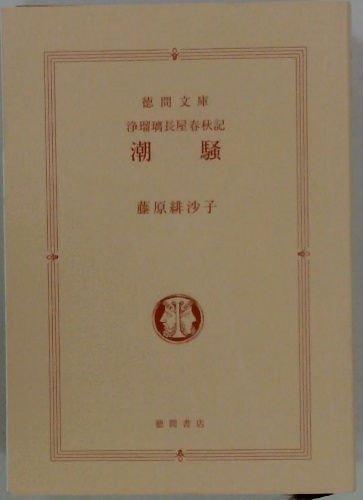 徳間文庫
浄瑠璃長屋春秋記
潮騒
藤原緋沙子
徳間書店